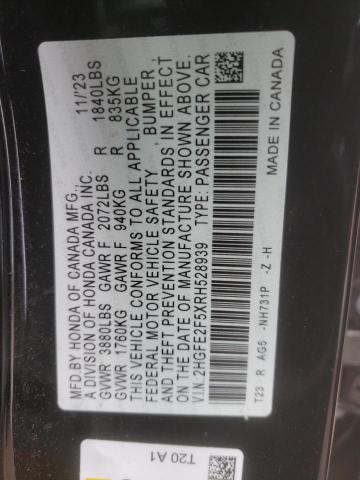 MFD. BY HONDA OF CANADA MFG., 11/'23
A DIVISION OF HONDA CANADA INC.
GVWR 3880LBS GAWR F 2072LBS R 1840LBS
GVWR 1760KG GAWR F 940KG R 835KG
THIS VEHICLE CONFORMS TO ALL APPLICABLE
FEDERAL MOTOR VEHICLE SAFETY, BUMPER,
AND THEFT PREVENTION STANDARDS IN EFFECT
ON THE DATE OF MANUFACTURE SHOWN ABOVE.
V.I.N: 2HGFE2F5XRH528939 TYPE: PASSENGER CAR
T23 R AG5 -NH731P -Z -H MADE IN CANADA
T20 A1